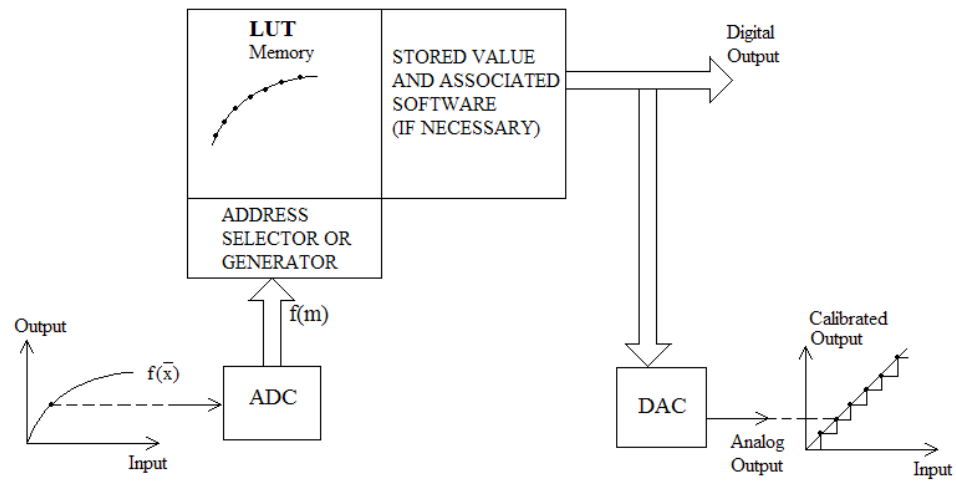 LUT
Memory
STORED VALUE
AND ASSOCIATED
SOFTWARE
(IF NECESSARY)
Digital
Output
ADDRESS
SELECTOR OR
GENERATOR
f(m)
Output
f(x̅)
Input
ADC
DAC
Analog
Output
Calibrated
Output
Input